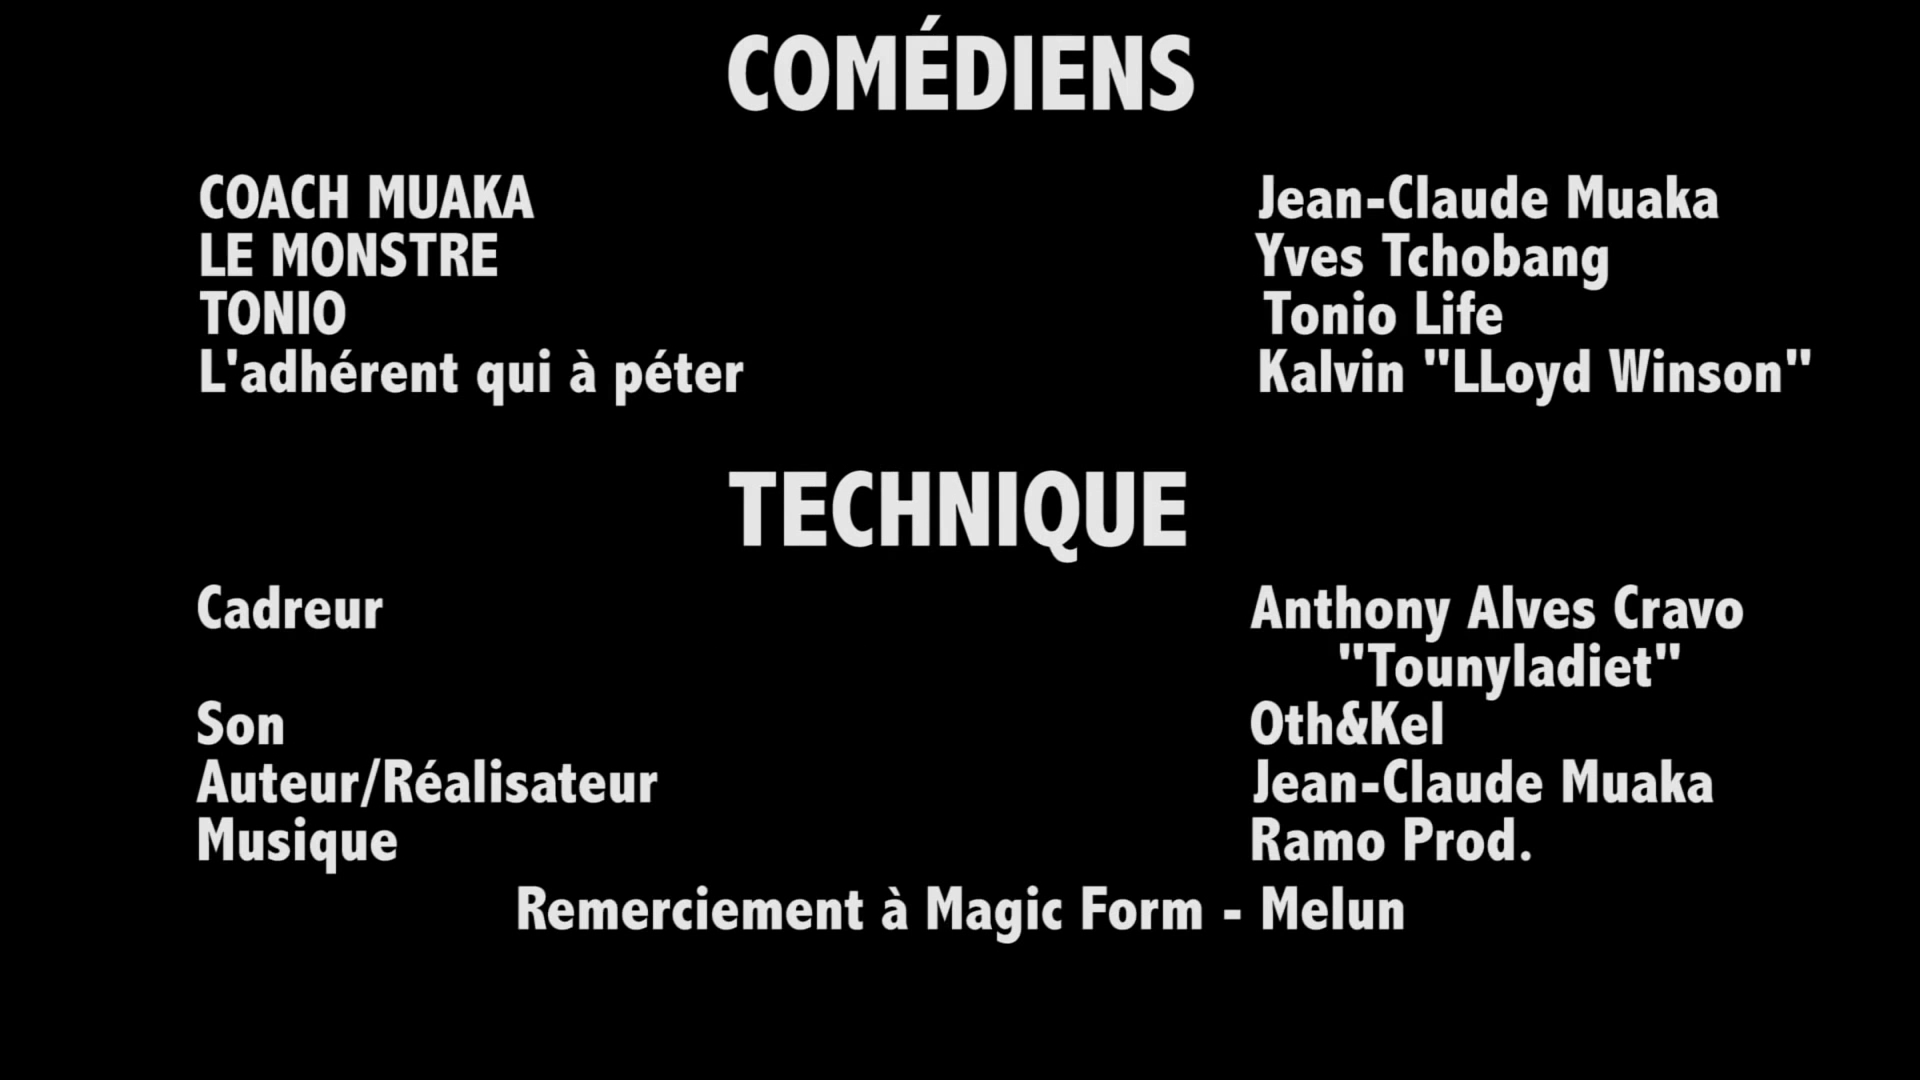 COMÉDIENS
COACH MUAKA Jean-Claude Muaka
LE MONSTRE Yves Tchobang
TONIO Tonio Life
L'adhérent qui à péter Kalvin "LLoyd Winson"
TECHNIQUE
Cadreur Anthony Alves Cravo
"Tounyladiet"
Son Oth&Kel
Auteur/Réalisateur Jean-Claude Muaka
Musique Ramo Prod.
Remerciement à Magic Form - Melun